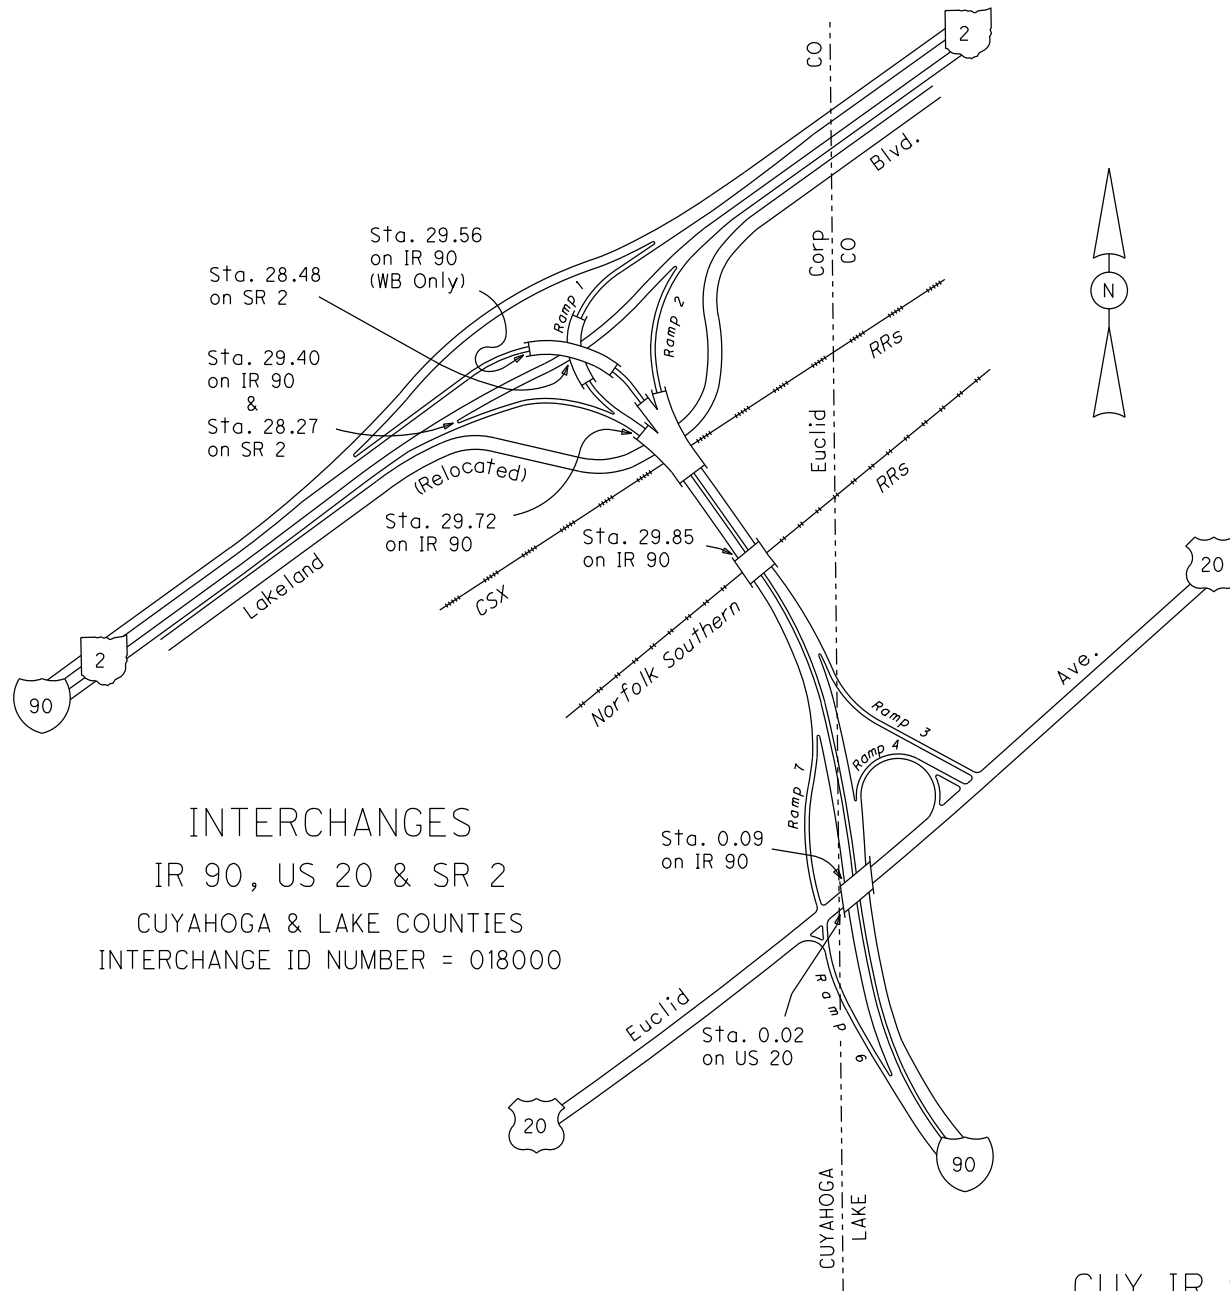 2
CO
Blvd.
Sta. 29.56
on IR 90
(WB Only)
Corp
CO
Sta. 28.48
on SR 2
Ramp 1
Ramp 2
N
RRs
Sta. 29.40
on IR 90
&
Sta. 28.27
on SR 2
Euclid
RRs
(Relocated)
Sta. 29.72
on IR 90
Sta. 29.85
on IR 90
Lakeland
CSX
20
2
90
Norfolk Southern
Ave.
Ramp 3
Ramp 4
Ramp 7
INTERCHANGES
IR 90, US 20 & SR 2
CUYAHOGA & LAKE COUNTIES
INTERCHANGE ID NUMBER = 018000
Sta. 0.09
on IR 90
Euclid
Ramp 6
Sta. 0.02
on US 20
20
90
CUYAHOGA
LAKE
CUY IR